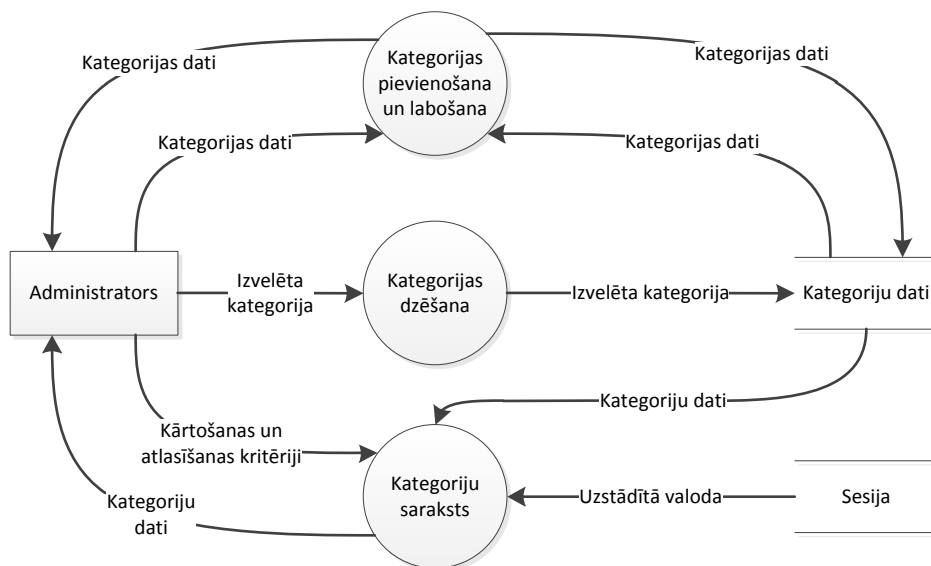 Kategorijas dati
Kategorijas
pievienošana
un labošana
Kategorijas dati
Kategorijas dati
Kategorijas dati
Administrators
Izvelēta
kategorija
Kategorijas
dzēšana
Izvelēta kategorija
Kategoriju dati
Kategoriju dati
Kārtošanas un
atlasīšanas kritēriji
Kategoriju
dati
Kategoriju
saraksts
Uzstādītā valoda
Sesija